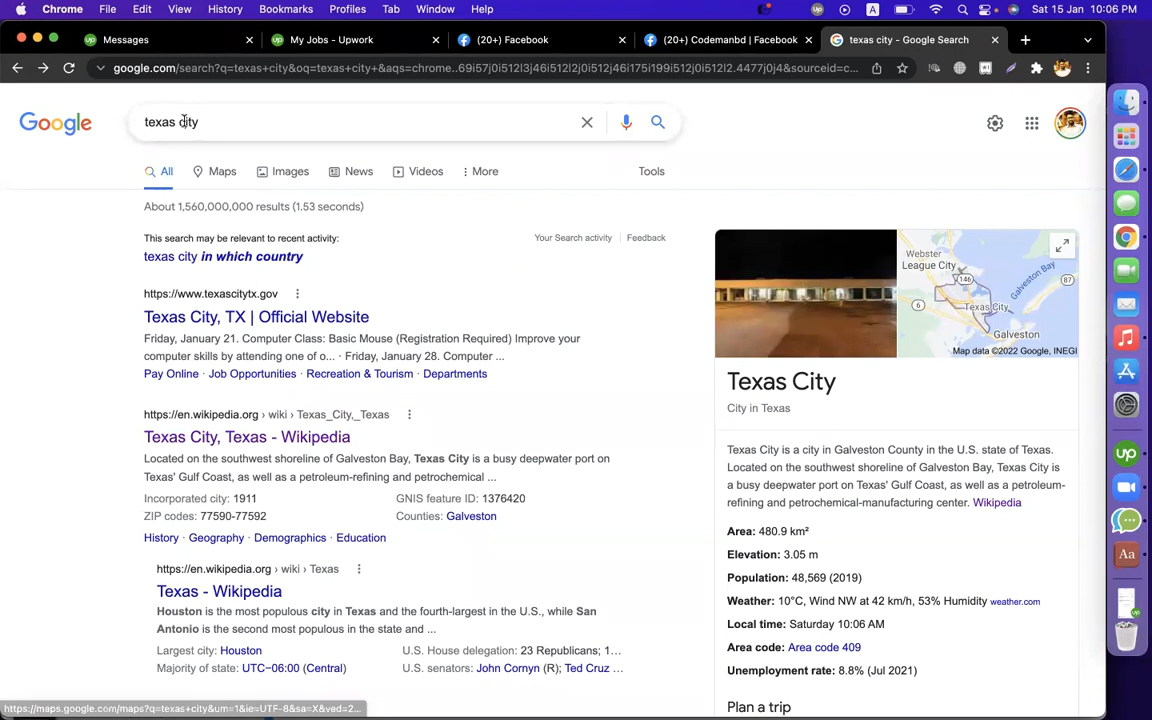 Chrome File Edit View History Bookmarks Profiles Tab Window Help
A Sat 15 Jan 10:06 PM
up Messages
up My Jobs - Upwork
(20+) Facebook
(20+) Codemanbd | Facebook
texas city - Google Search
google.com/search?q=texas+city&oq=texas+city+&aqs=chrome..69i57j0i512l3j46i512l2j0i512j46i175i199i512j0i512l2.4477j0j4&sourceid=c...
Google
texas city
All Maps Images News Videos More Tools
About 1,560,000,000 results (1.53 seconds)
This search may be relevant to recent activity: Your Search activity Feedback
texas city in which country
https://www.texascitytx.gov
Texas City, TX | Official Website
Friday, January 21. Computer Class: Basic Mouse (Registration Required) Improve your
computer skills by attending one of o... · Friday, January 28. Computer ...
Pay Online · Job Opportunities · Recreation & Tourism · Departments
https://en.wikipedia.org › wiki › Texas_City,_Texas
Texas City, Texas - Wikipedia
Located on the southwest shoreline of Galveston Bay, Texas City is a busy deepwater port on
Texas' Gulf Coast, as well as a petroleum-refining and petrochemical ...
Incorporated city: 1911 GNIS feature ID: 1376420
ZIP codes: 77590-77592 Counties: Galveston
History · Geography · Demographics · Education
https://en.wikipedia.org › wiki › Texas
Texas - Wikipedia
Houston is the most populous city in Texas and the fourth-largest in the U.S., while San
Antonio is the second most populous in the state and ...
Largest city: Houston U.S. House delegation: 23 Republicans; 1...
Majority of state: UTC−06:00 (Central) U.S. senators: John Cornyn (R); Ted Cruz ...
https://maps.google.com/maps?q=texas+city&um=1&ie=UTF-8&sa=X&ved=2...
Webster
League City
146
87
6
Texas City
Galveston Bay
Galveston
Map data ©2022 Google, INEGI
Texas City
City in Texas
Texas City is a city in Galveston County in the U.S. state of Texas.
Located on the southwest shoreline of Galveston Bay, Texas City is
a busy deepwater port on Texas' Gulf Coast, as well as a petroleum-
refining and petrochemical-manufacturing center. Wikipedia
Area: 480.9 km²
Elevation: 3.05 m
Population: 48,569 (2019)
Weather: 10°C, Wind NW at 42 km/h, 53% Humidity weather.com
Local time: Saturday 10:06 AM
Area code: Area code 409
Unemployment rate: 8.8% (Jul 2021)
Plan a trip
up
Aa